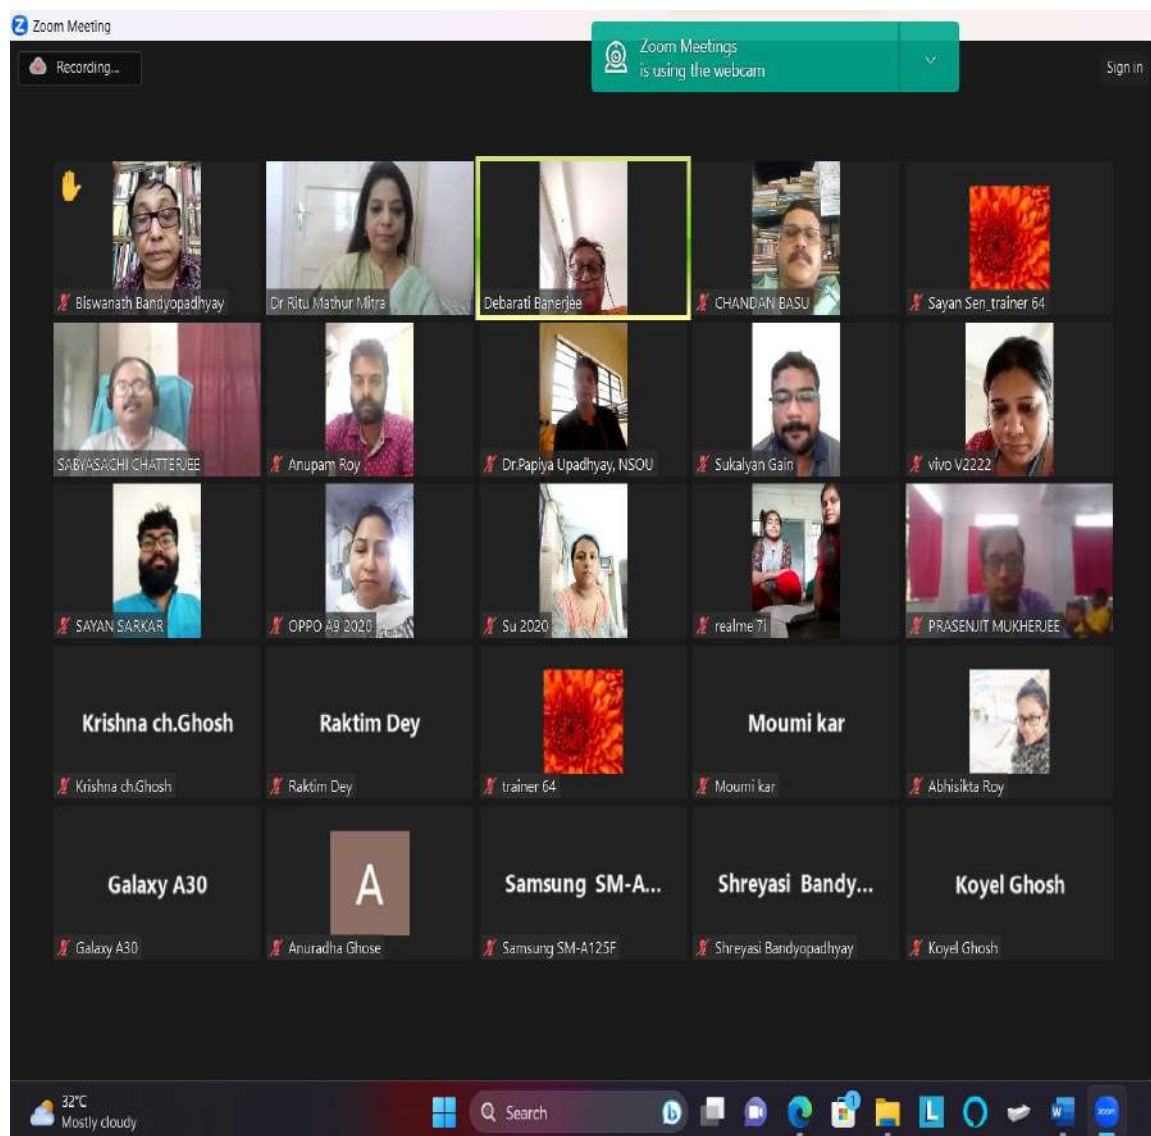 Zoom Meeting
Recording...
Zoom Meetings
is using the webcam
Sign in
Biswanath Bandyopadhyay
Dr Ritu Mathur Mitra
Debarati Banerjee
CHANDAN BASU
Sayan Sen_trainer 64
SABYASACHI CHATTERJEE
Anupam Roy
Dr.Papiya Upadhyay, NSOU
Sukalyan Gain
vivo V2222
SAYAN SARKAR
OPPO A9 2020
Su 2020
realme 7i
PRASENJIT MUKHERJEE
Krishna ch.Ghosh
Raktim Dey
Moumi kar
Krishna ch.Ghosh
Raktim Dey
trainer 64
Moumi kar
Abhisikta Roy
Galaxy A30
A
Samsung SM-A...
Shreyasi Bandy...
Koyel Ghosh
Galaxy A30
Anuradha Ghose
Samsung SM-A125F
Shreyasi Bandyopadhyay
Koyel Ghosh
32°C
Mostly cloudy
Search
1
L
W
zoom